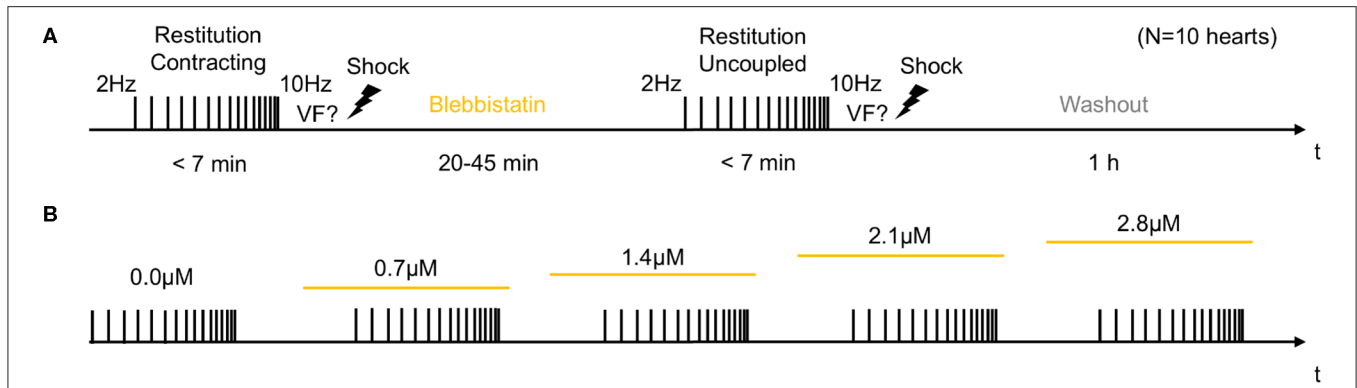 A
Restitution
Contracting
Restitution
Uncoupled
(N=10 hearts)
2Hz
10Hz
Shock
VF?
Blebbistatin
2Hz
10Hz
Shock
VF?
Washout
t
< 7 min
20-45 min
< 7 min
1 h
B
0.0µM
0.7µM
1.4µM
2.1µM
2.8µM
t